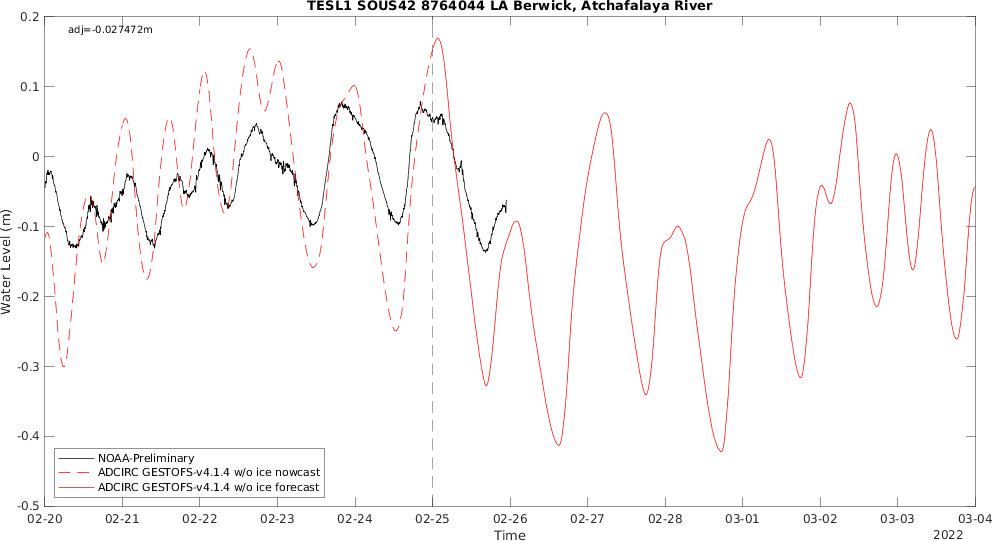 TESL1 SOUS42 8764044 LA Berwick, Atchafalaya River
adj=-0.027472m
0.2
0.1
0
-0.1
-0.2
-0.3
-0.4
-0.5
Water Level (m)
NOAA-Preliminary
ADCIRC GESTOFS-v4.1.4 w/o ice nowcast
ADCIRC GESTOFS-v4.1.4 w/o ice forecast
02-20 02-21 02-22 02-23 02-24 02-25 02-26 02-27 02-28 03-01 03-02 03-03 03-04
Time
2022